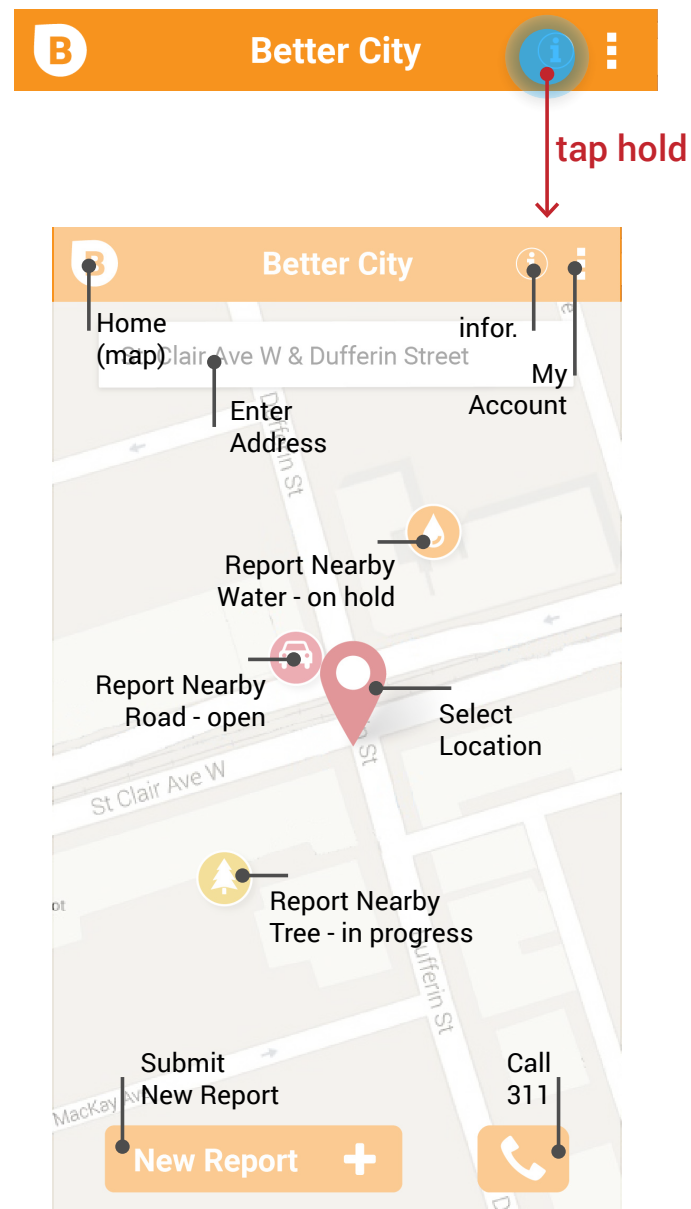 B
Better City
i
tap hold
B
Better City
i
Home
(map)
infor.
St. Clair Ave W & Dufferin Street
My
Account
Enter
Address
Dufferin St
Report Nearby
Water - on hold
Report Nearby
Road - open
Select
Location
St Clair Ave W
Report Nearby
Tree - in progress
Dufferin St
Submit
New Report
Call
311
MacKay Av
New Report +
D